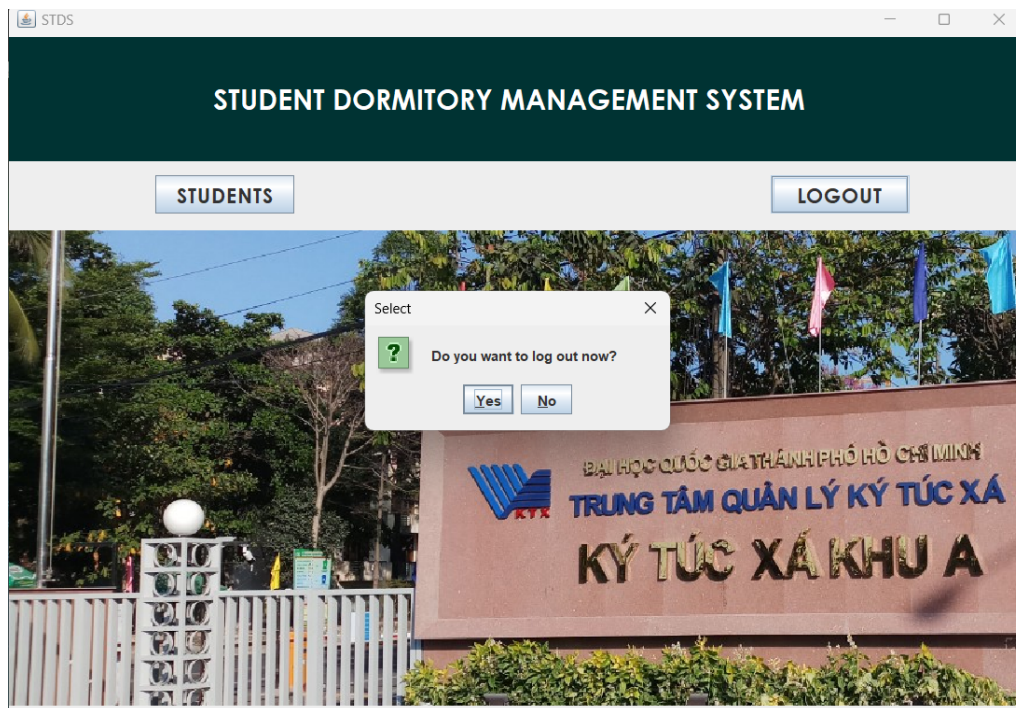 STDS
STUDENT DORMITORY MANAGEMENT SYSTEM
STUDENTS
LOGOUT
Select
?
Do you want to log out now?
Yes
No
ĐẠI HỌC QUỐC GIA THÀNH PHỐ HỒ CHÍ MINH
KTX
TRUNG TÂM QUẢN LÝ KÝ TÚC XÁ
KÝ TÚC XÁ KHU A